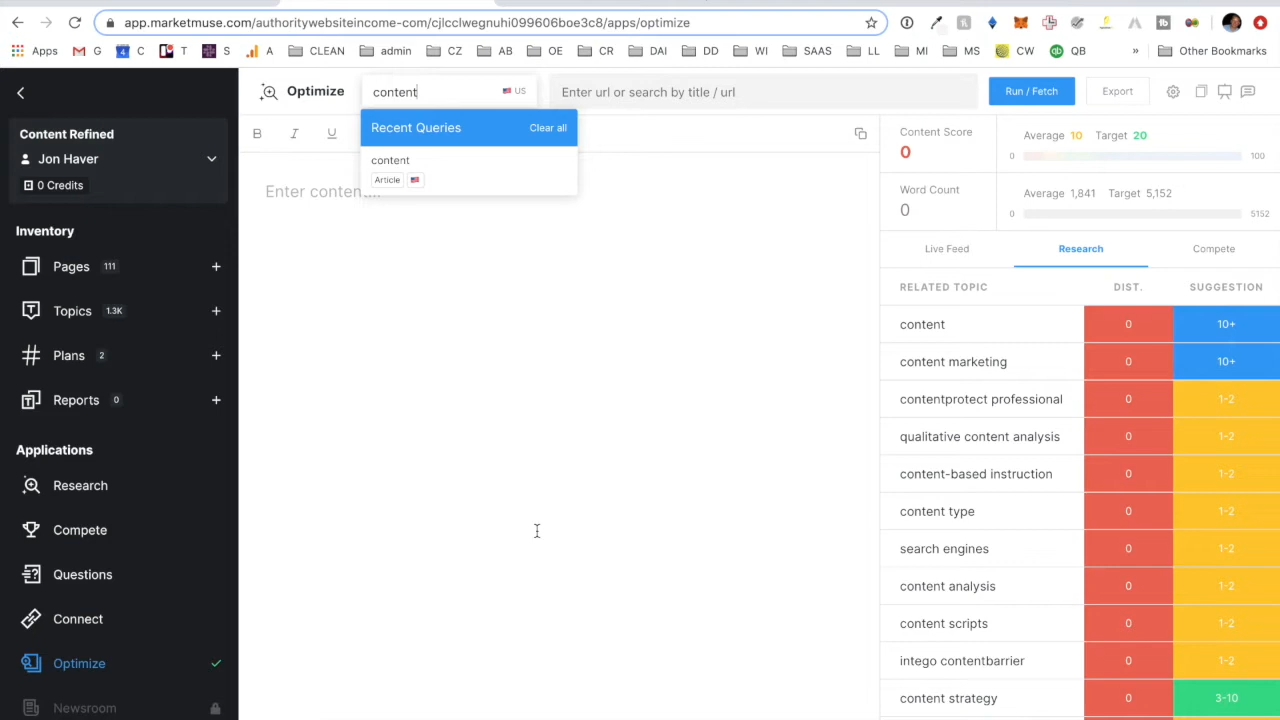 app.marketmuse.com/authoritywebsiteincome-com/cjlcclwegnuhi099606boe3c8/apps/optimize
Apps G 4 C T S A CLEAN admin CZ AB OE CR DAI DD WI SAAS LL MI MS CW qb QB » Other Bookmarks
Optimize content US Enter url or search by title / url Run / Fetch Export
B I U
Recent Queries Clear all
content
Article
Enter content...
Content Refined
Jon Haver
0 Credits
Inventory
Pages 111 +
Topics 1.3K +
Plans 2 +
Reports 0 +
Applications
Research
Compete
Questions
Connect
Optimize
Newsroom
Content Score
0
Average 10 Target 20
0 100
Word Count
0
Average 1,841 Target 5,152
0 5152
Live Feed Research Compete
RELATED TOPIC DIST. SUGGESTION
content 0 10+
content marketing 0 10+
contentprotect professional 0 1-2
qualitative content analysis 0 1-2
content-based instruction 0 1-2
content type 0 1-2
search engines 0 1-2
content analysis 0 1-2
content scripts 0 1-2
intego contentbarrier 0 1-2
content strategy 0 3-10